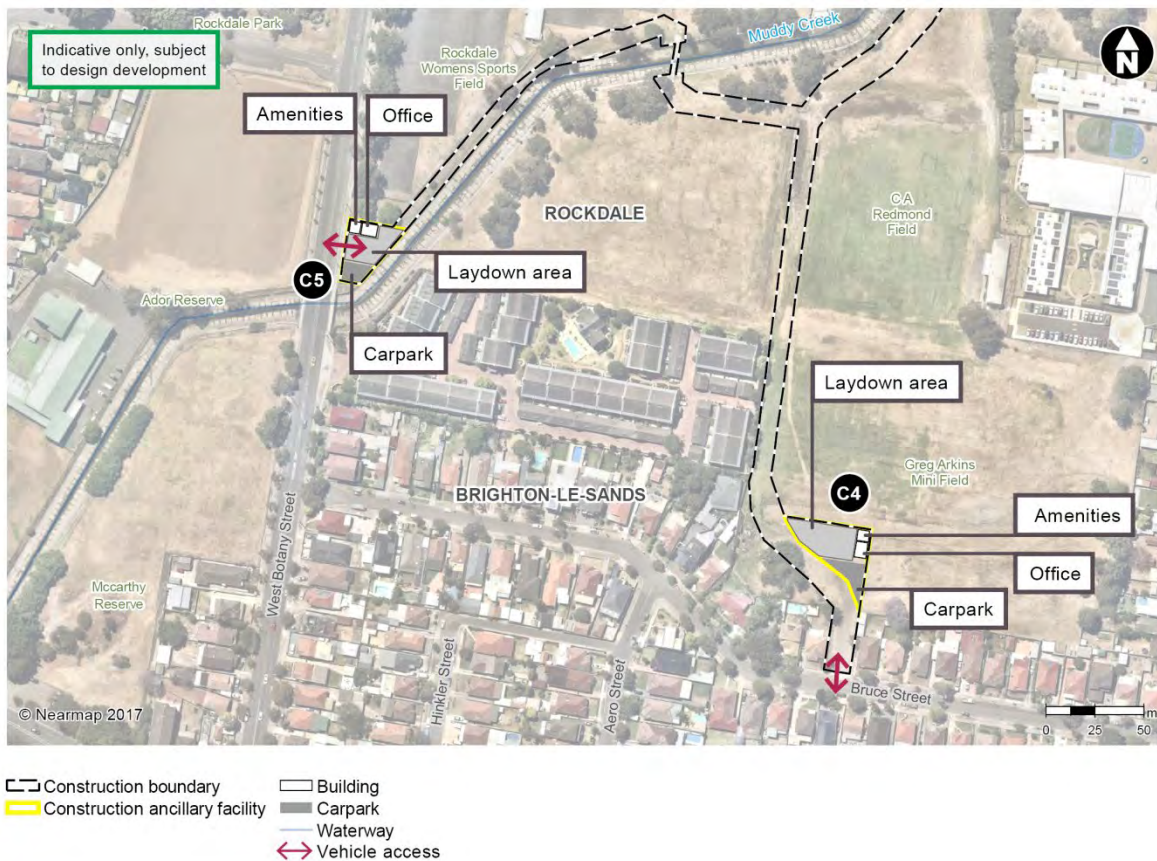 Rockdale Park
Indicative only, subject
to design development
Muddy Creek
N
Rockdale
Womens Sports
Field
Amenities
Office
ROCKDALE
C A
Redmond
Field
C5
Laydown area
Ador Reserve
Carpark
Laydown area
Greg Arkins
Mini Field
C4
BRIGHTON-LE-SANDS
Amenities
Office
Carpark
West Botany Street
Mccarthy
Reserve
Hinkler Street
Aero Street
Bruce Street
© Nearmap 2017
m
0 25 50
Construction boundary
Construction ancillary facility
Building
Carpark
Waterway
Vehicle access